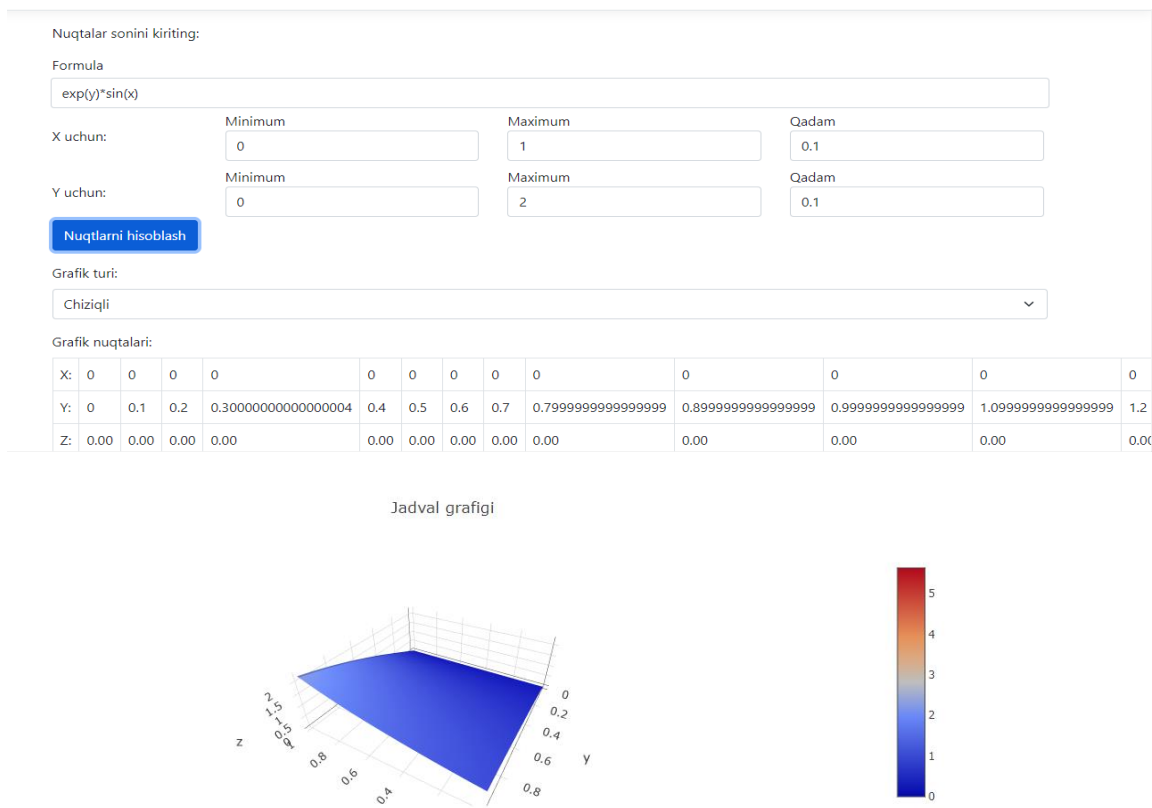 Nuqtalar sonini kiriting:
Formula
exp(y)*sin(x)
Minimum Maximum Qadam
X uchun: 0 1 0.1
Minimum Maximum Qadam
Y uchun: 0 2 0.1
Nuqtlarni hisoblash
Grafik turi:
Chiziqli
Grafik nuqtalari:
X: 0 0 0 0 0 0 0 0 0 0 0 0 0
Y: 0 0.1 0.2 0.30000000000000004 0.4 0.5 0.6 0.7 0.7999999999999999 0.8999999999999999 0.9999999999999999 1.0999999999999999 1.2
Z: 0.00 0.00 0.00 0.00 0.00 0.00 0.00 0.00 0.00 0.00 0.00 0.00
Jadval grafigi
5
4
3
2
1
0
2
1.5
1
0.5
0
z
1
0.8
0.6
0.4
0
0.2
0.4
0.6
0.8
y